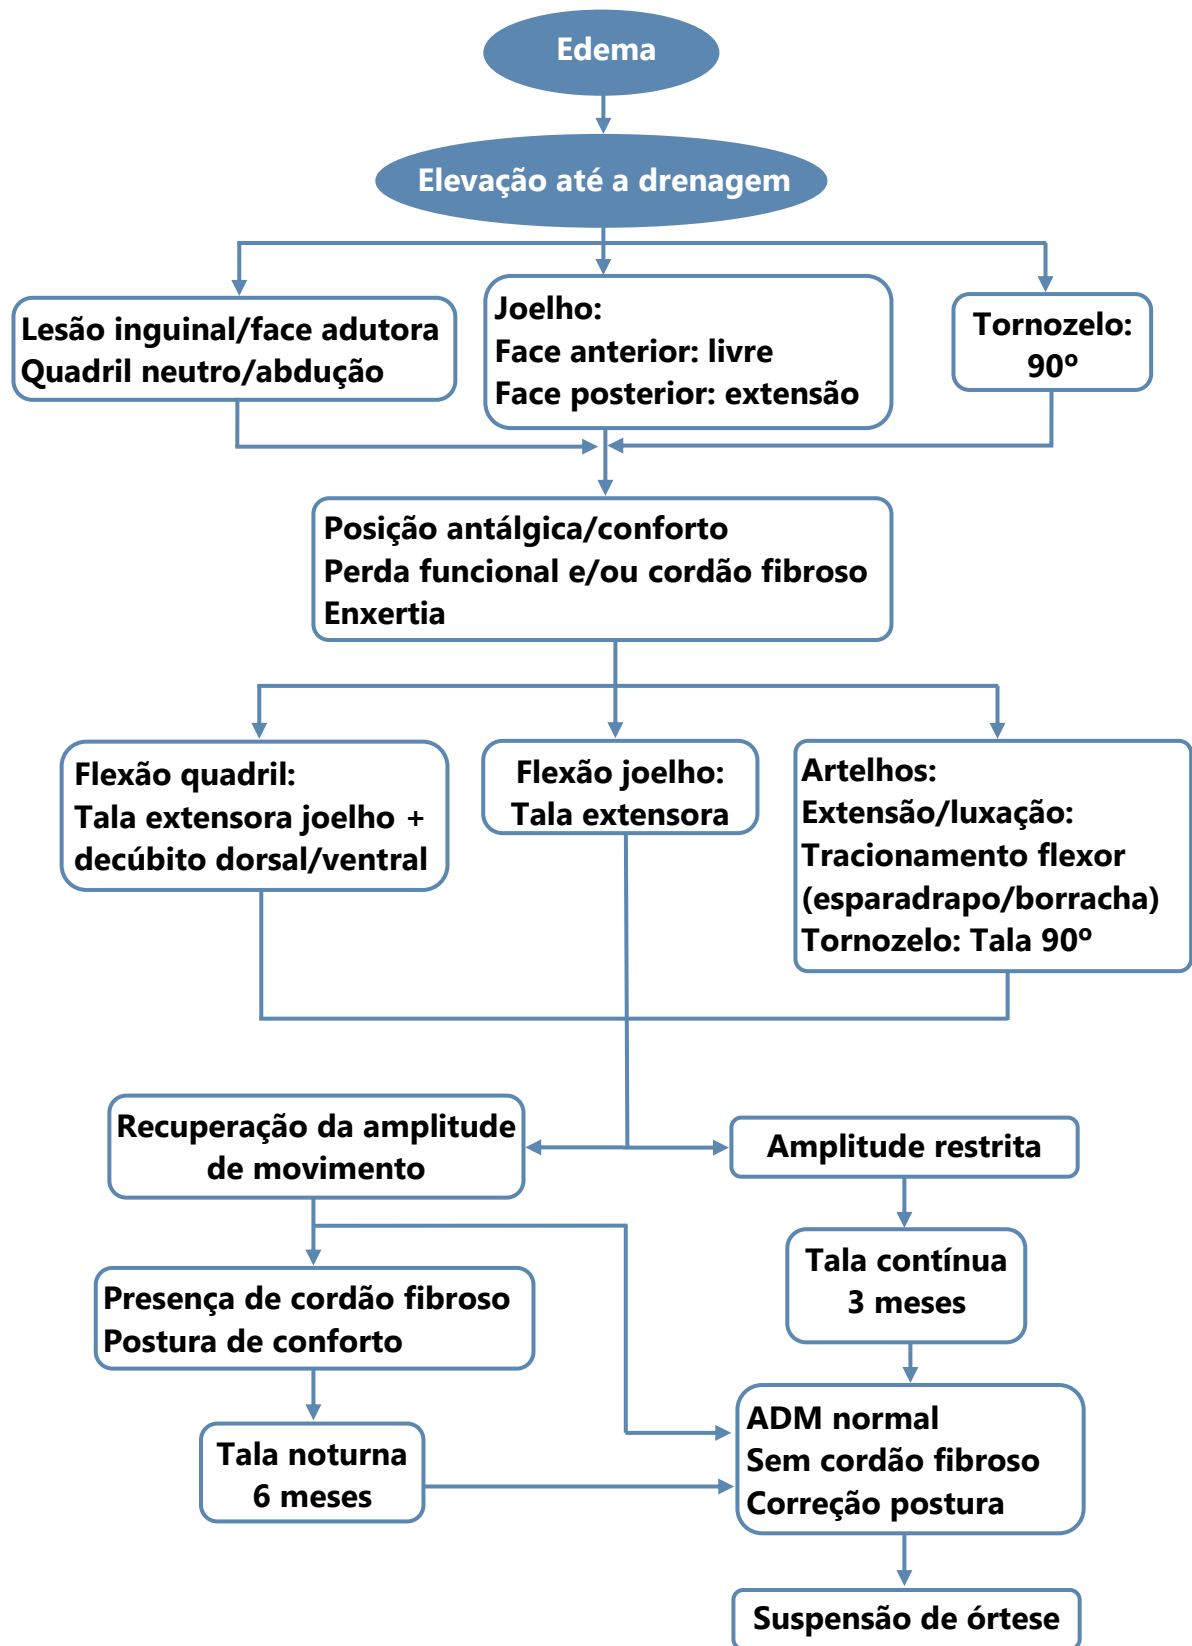 Edema
Elevação até a drenagem
Lesão inguinal/face adutora
Quadril neutro/abdução
Joelho:
Face anterior: livre
Face posterior: extensão
Tornozelo:
90º
Posição antálgica/conforto
Perda funcional e/ou cordão fibroso
Enxertia
Flexão quadril:
Tala extensora joelho +
decúbito dorsal/ventral
Flexão joelho:
Tala extensora
Artelhos:
Extensão/luxação:
Tracionamento flexor
(esparadrapo/borracha)
Tornozelo: Tala 90º
Recuperação da amplitude
de movimento
Amplitude restrita
Presença de cordão fibroso
Postura de conforto
Tala contínua
3 meses
Tala noturna
6 meses
ADM normal
Sem cordão fibroso
Correção postura
Suspensão de órtese